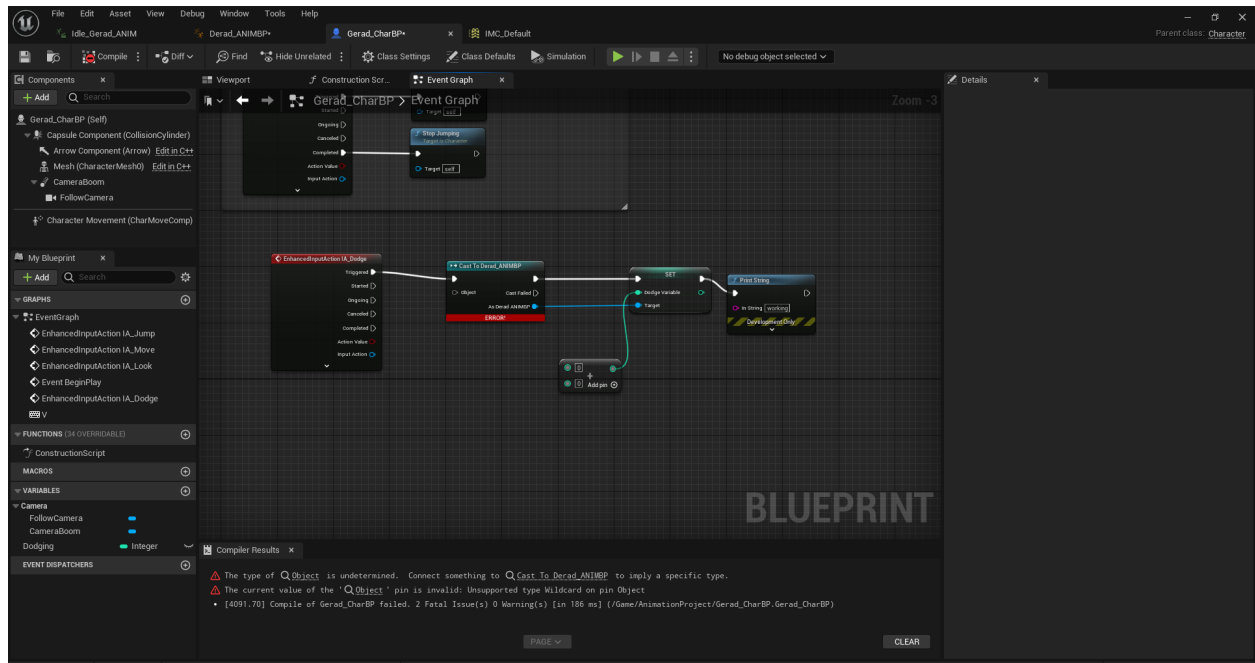 File Edit Asset View Debug Window Tools Help
Idle_Gerad_ANIM Derad_ANIMBP• Gerad_CharBP• × IMC_Default
Parent class: Character
Compile Diff Find Hide Unrelated Class Settings Class Defaults Simulation No debug object selected
Components ×
+ Add Search
Gerad_CharBP (Self)
Capsule Component (CollisionCylinder)
Arrow Component (Arrow) Edit in C++
Mesh (CharacterMesh0) Edit in C++
CameraBoom
FollowCamera
Character Movement (CharMoveComp)
My Blueprint ×
+ Add Search
GRAPHS
EventGraph
EnhancedInputAction IA_Jump
EnhancedInputAction IA_Move
EnhancedInputAction IA_Look
Event BeginPlay
EnhancedInputAction IA_Dodge
V
FUNCTIONS (34 OVERRIDABLE)
ConstructionScript
MACROS
VARIABLES
Camera
FollowCamera
CameraBoom
Dodging Integer
EVENT DISPATCHERS
Viewport Construction Scr... Event Graph ×
Gerad_CharBP > Event Graph
Zoom -3
Started
Ongoing
Canceled
Completed
Action Value
Input Action
Target self
Stop Jumping
Target is Character
Target self
EnhancedInputAction IA_Dodge
Triggered
Started
Ongoing
Canceled
Completed
Action Value
Input Action
Cast To Derad_ANIMBP
Object Cast Failed
As Derad ANIMBP
ERROR!
SET
Dodge Variable
Target
Print String
In String working
Development Only
0
+
0 Add pin
BLUEPRINT
Compiler Results ×
The type of Object is undetermined. Connect something to Cast To Derad_ANIMBP to imply a specific type.
The current value of the ' Object ' pin is invalid: Unsupported type Wildcard on pin Object
• [4091.70] Compile of Gerad_CharBP failed. 2 Fatal Issue(s) 0 Warning(s) [in 186 ms] (/Game/AnimationProject/Gerad_CharBP.Gerad_CharBP)
PAGE CLEAR
Details ×